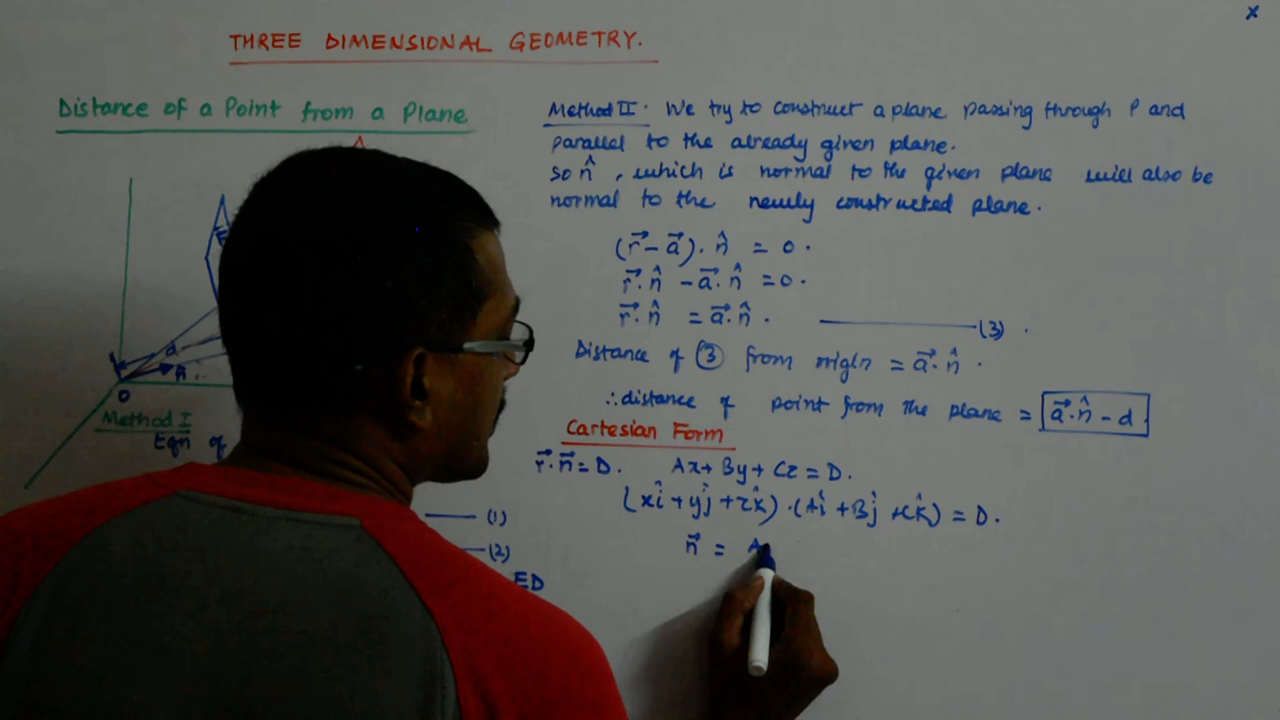 x
THREE DIMENSIONAL GEOMETRY.
Distance of a Point from a Plane
d
A
O
Method I
Eqn of
(1)
(2)
ED
Method II. We try to construct a plane passing through P and
parallel to the already given plane.
so n̂, which is normal to the given plane will also be
normal to the newly constructed plane.
(r⃗ - a⃗). n̂ = 0.
r⃗. n̂ - a⃗. n̂ = 0.
r⃗. n̂ = a⃗. n̂. (3).
Distance of ③ from origin = a⃗. n̂.
∴ distance of point from the plane = a⃗. n̂ - d.
Cartesian Form
r⃗. n⃗ = D. Ax + By + Cz = D.
(xî + yĵ + zk̂).(Aî + Bĵ + Ck̂) = D.
n⃗ = A